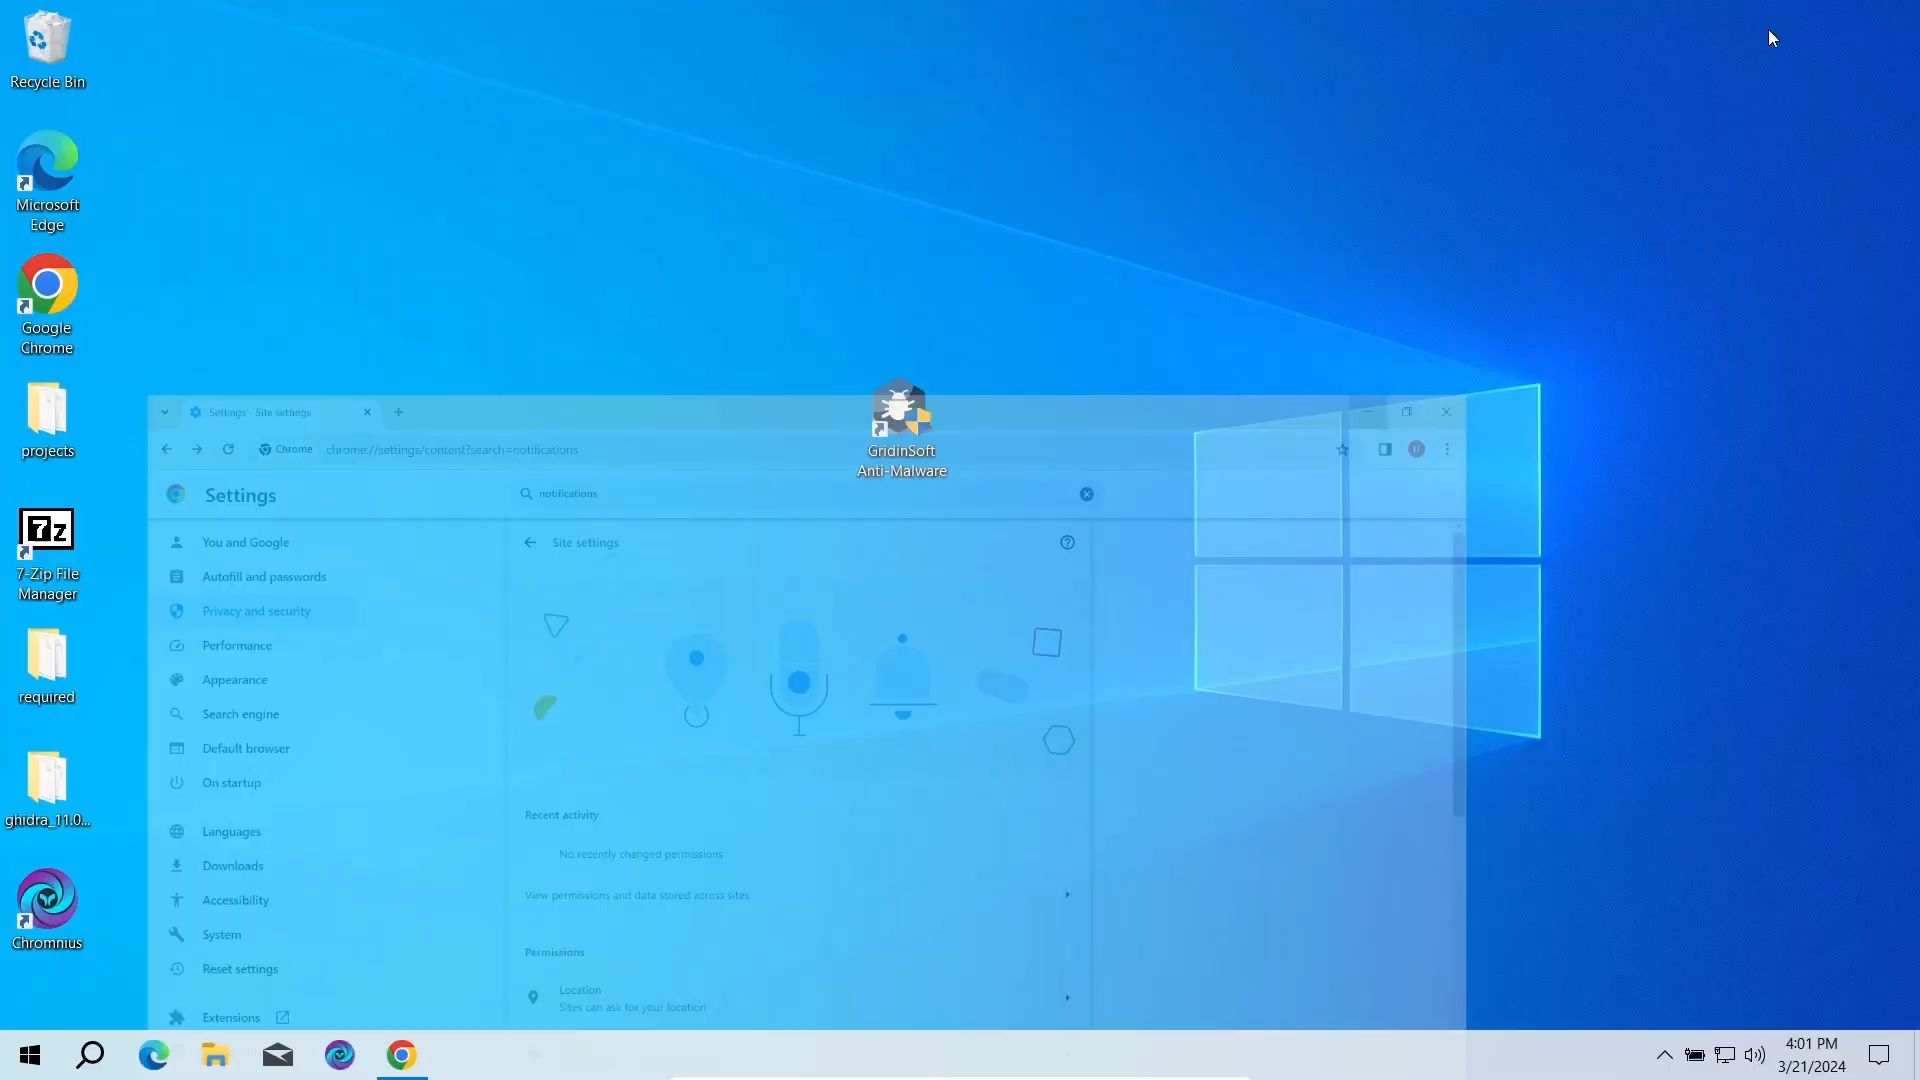 Recycle Bin
Microsoft
Edge
Google
Chrome
projects
7z
7-Zip File
Manager
required
ghidra_11.0...
Chromnius
GridinSoft
Anti-Malware
Settings - Site settings
Chrome
chrome://settings/content?search=notifications
Settings
notifications
You and Google
Autofill and passwords
Privacy and security
Performance
Appearance
Search engine
Default browser
On startup
Languages
Downloads
Accessibility
System
Reset settings
Extensions
Site settings
Recent activity
No recently changed permissions
View permissions and data stored across sites
Permissions
Location
Sites can ask for your location
4:01 PM
3/21/2024